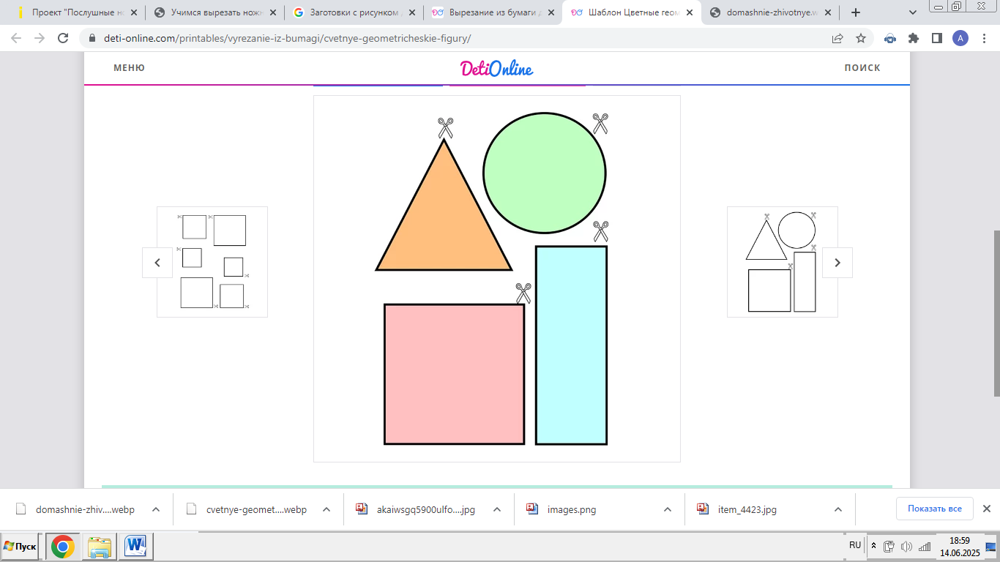 Проект "Послушные но
Учимся вырезать ножн
Заготовки с рисунком д
Вырезание из бумаги д
Шаблон Цветные геом
domashnie-zhivotnye.w
deti-online.com/printables/vyrezanie-iz-bumagi/cvetnye-geometricheskie-figury/
A
МЕНЮ
DetiOnline
ПОИСК
domashnie-zhiv....webp
cvetnye-geomet....webp
akaiwsgq5900ulfo....jpg
images.png
item_4423.jpg
Показать все
Пуск
RU
18:59
14.06.2025